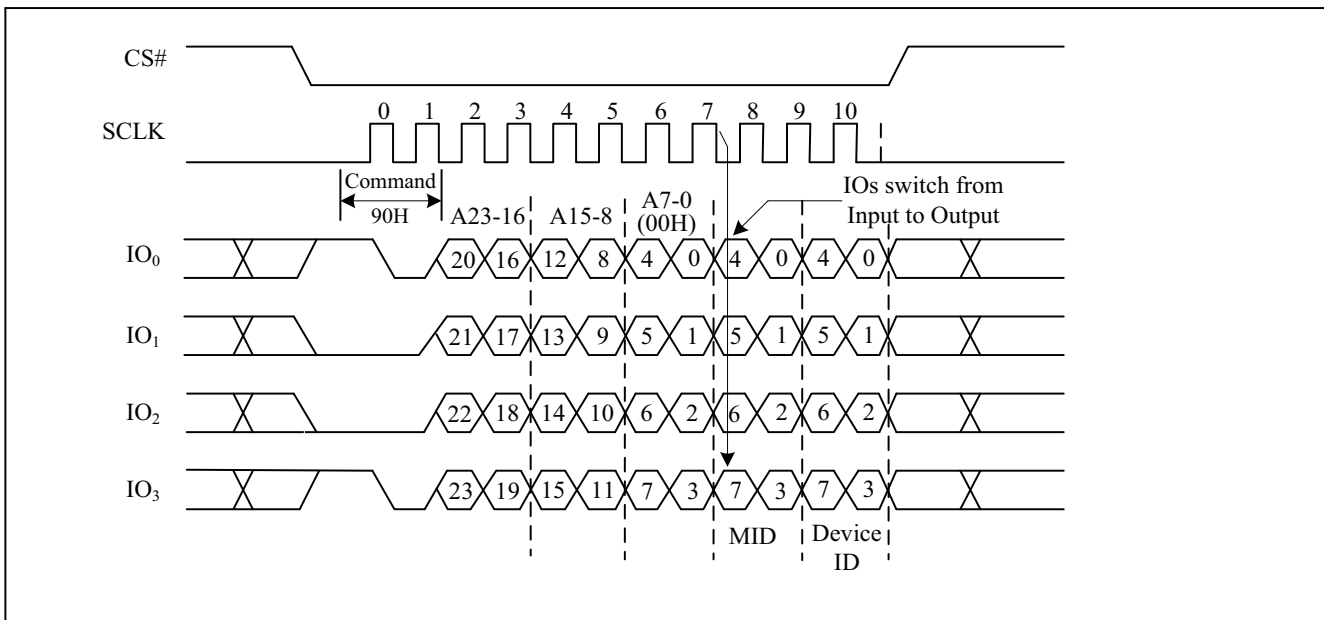 CS#
0 1 2 3 4 5 6 7 8 9 10
SCLK
Command
90H
A23-16
A15-8
A7-0
(00H)
IOs switch from
Input to Output
IO0 20 16 12 8 4 0 4 0 4 0
IO1 21 17 13 9 5 1 5 1 5 1
IO2 22 18 14 10 6 2 6 2 6 2
IO3 23 19 15 11 7 3 7 3 7 3
MID
Device
ID